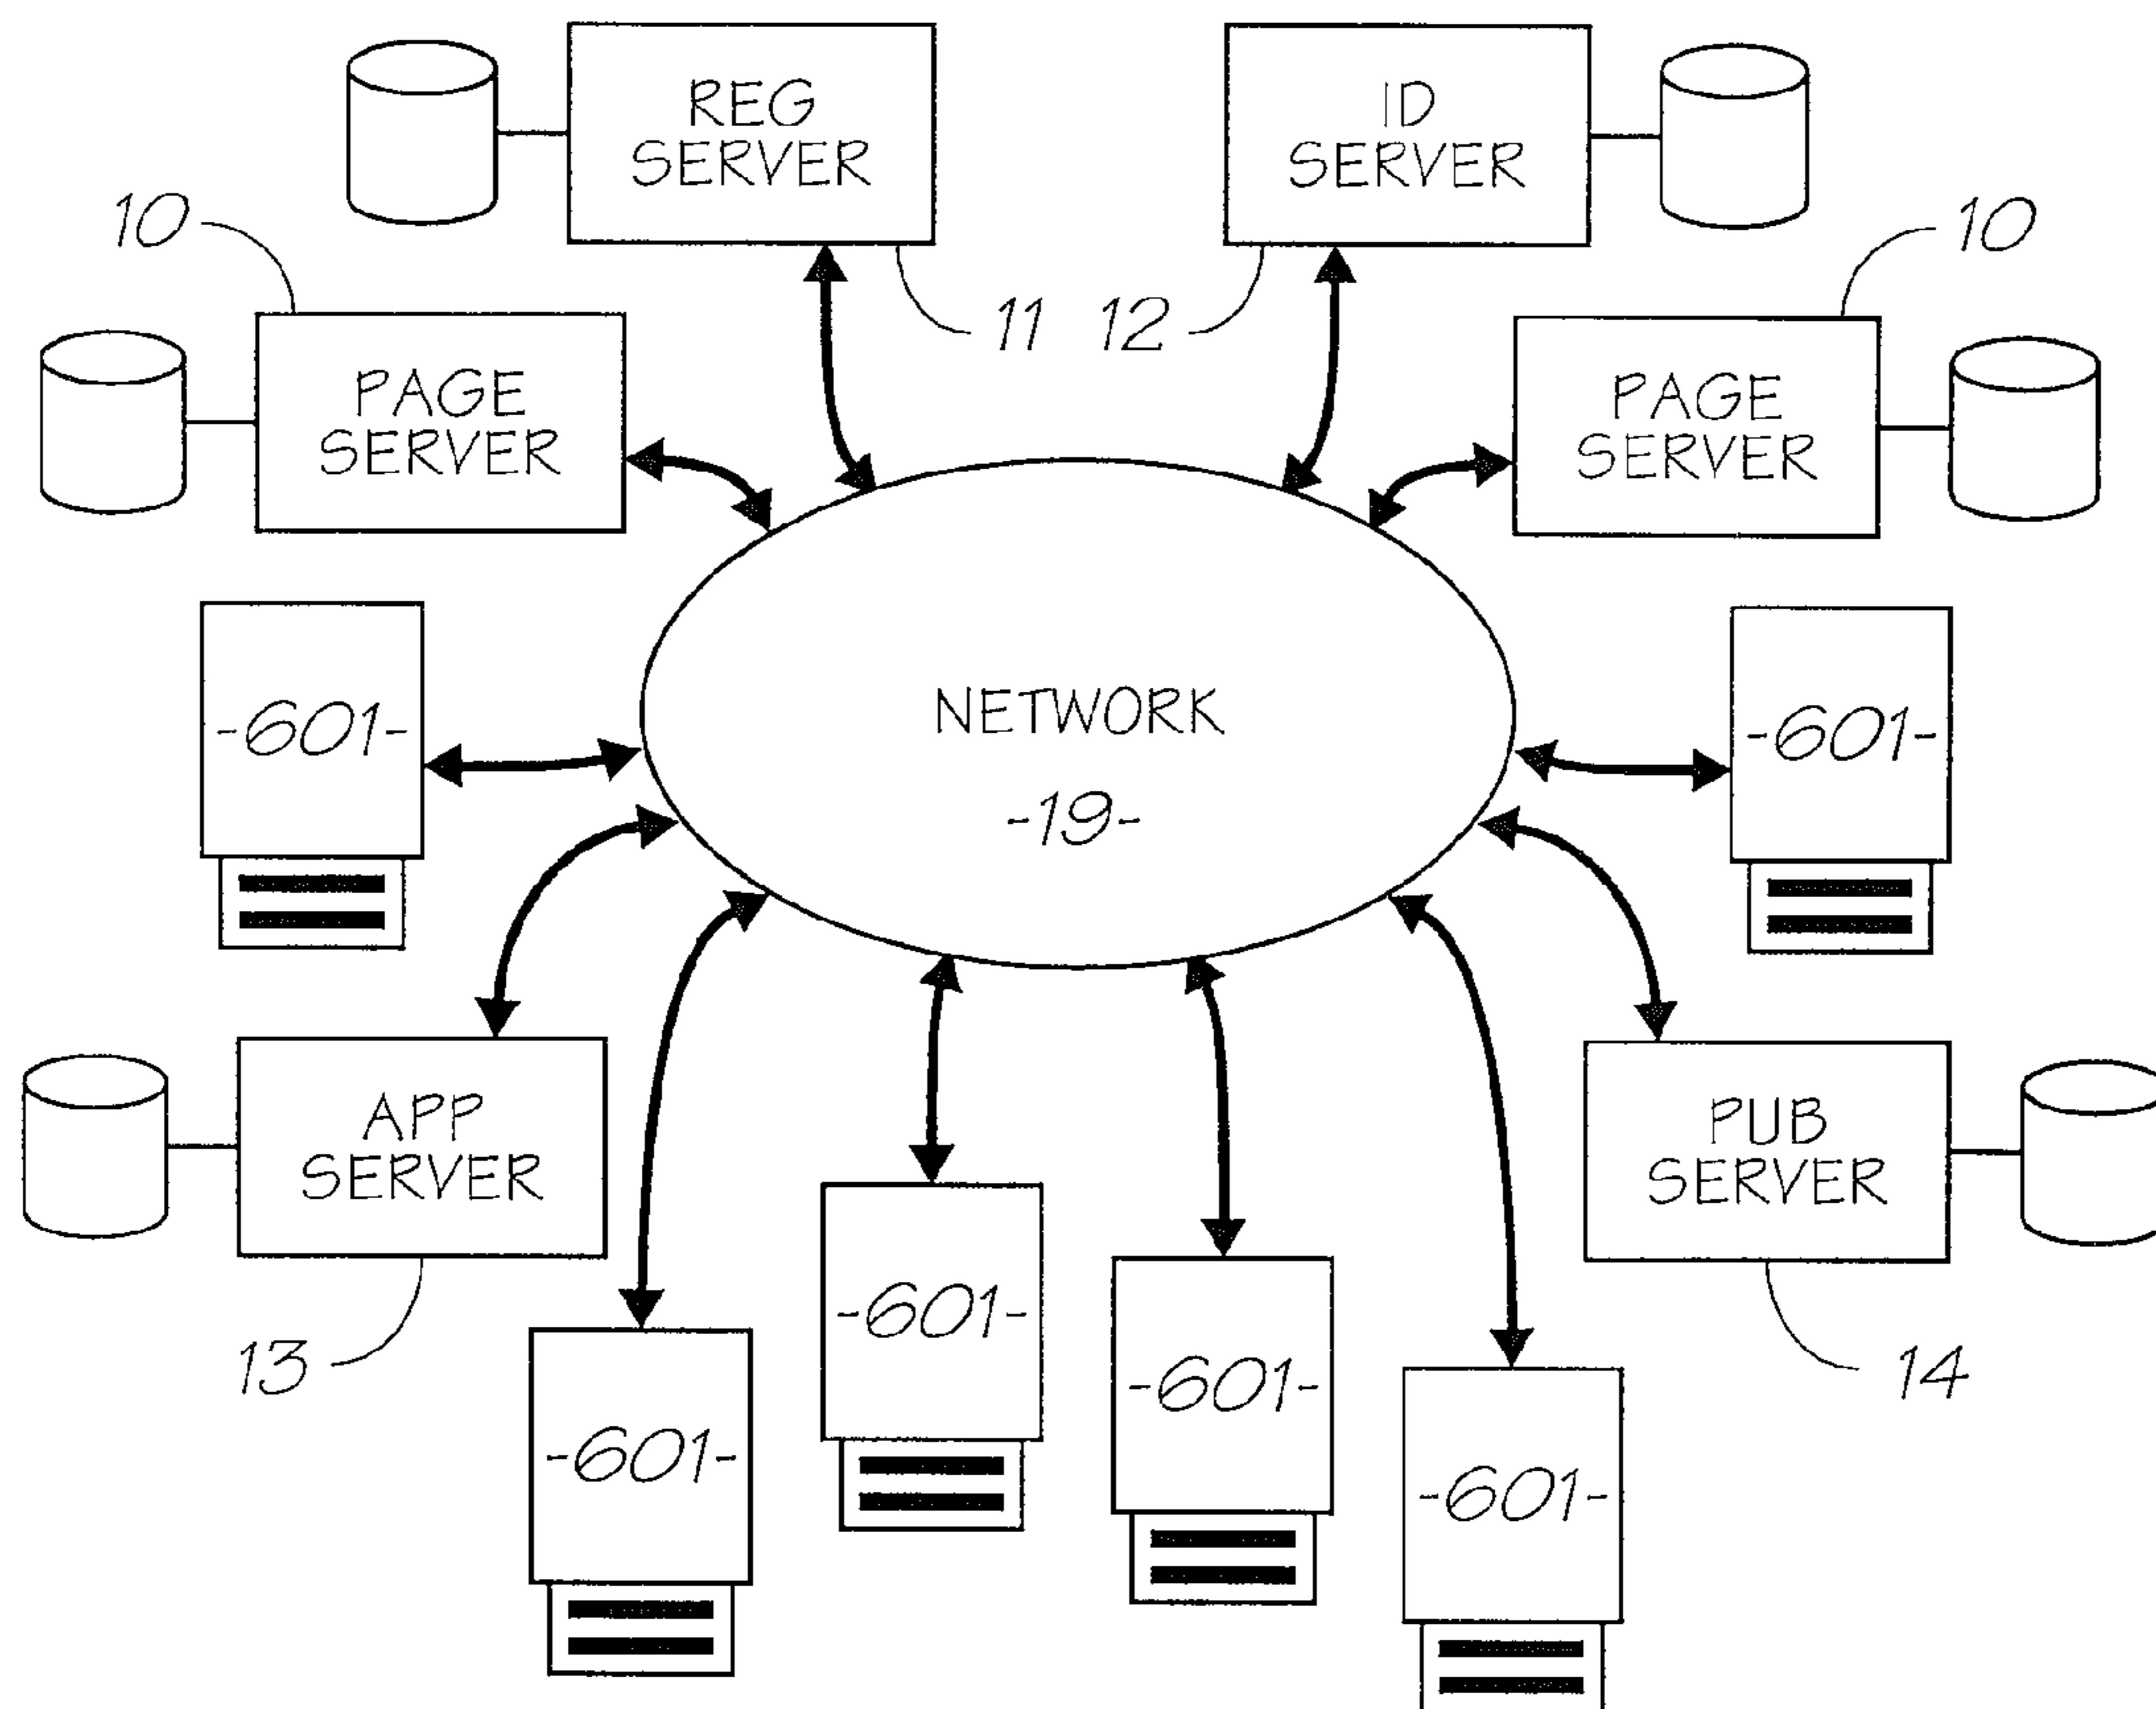 REG
SERVER
ID
SERVER
10
10
11
12
PAGE
SERVER
PAGE
SERVER
-601-
NETWORK
-19-
-601-
APP
SERVER
PUB
SERVER
13
-601-
-601-
-601-
-601-
14